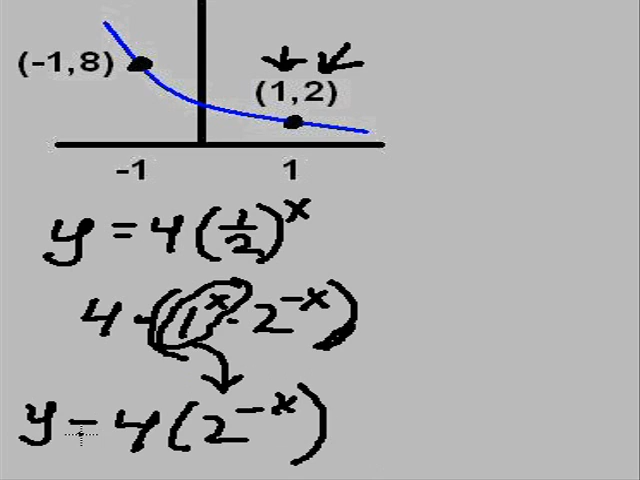 (-1,8)
(1,2)
-1 1
y = 4(1/2)^x
4 · (1^x · 2^-x)
y = 4(2^-x)